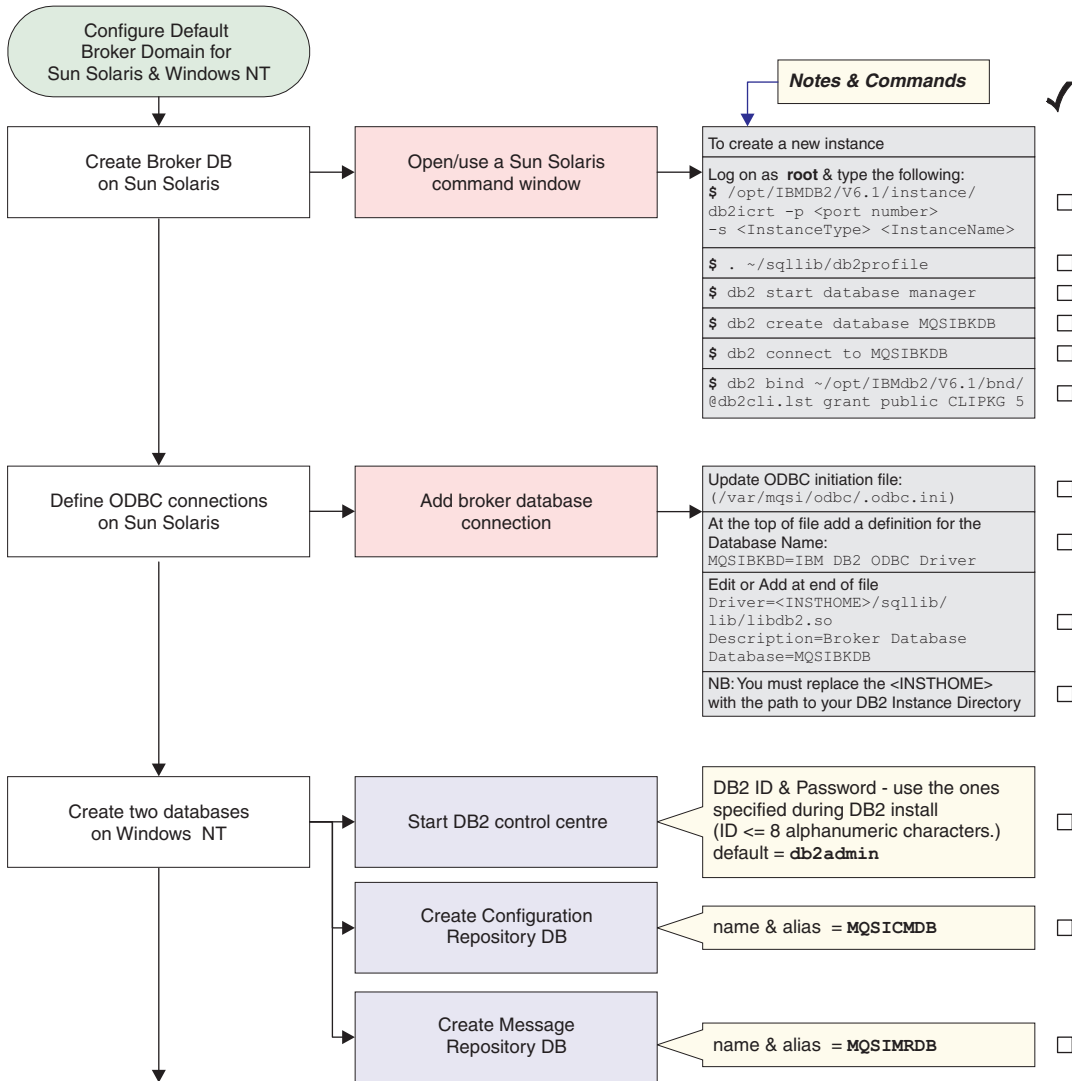 Configure Default
Broker Domain for
Sun Solaris & Windows NT
Notes & Commands
Create Broker DB
on Sun Solaris
Open/use a Sun Solaris
command window
To create a new instance
Log on as root & type the following:
$ /opt/IBMDB2/V6.1/instance/
db2icrt -p <port number>
-s <InstanceType> <InstanceName>
$ . ~/sqllib/db2profile
$ db2 start database manager
$ db2 create database MQSIBKDB
$ db2 connect to MQSIBKDB
$ db2 bind ~/opt/IBMdb2/V6.1/bnd/
@db2cli.lst grant public CLIPKG 5
Define ODBC connections
on Sun Solaris
Add broker database
connection
Update ODBC initiation file:
(/var/mqsi/odbc/.odbc.ini)
At the top of file add a definition for the
Database Name:
MQSIBKBD=IBM DB2 ODBC Driver
Edit or Add at end of file
Driver=<INSTHOME>/sqllib/
lib/libdb2.so
Description=Broker Database
Database=MQSIBKDB
NB: You must replace the <INSTHOME>
with the path to your DB2 Instance Directory
Create two databases
on Windows NT
Start DB2 control centre
DB2 ID & Password - use the ones
specified during DB2 install
(ID <= 8 alphanumeric characters.)
default = db2admin
Create Configuration
Repository DB
name & alias = MQSICMDB
Create Message
Repository DB
name & alias = MQSIMRDB